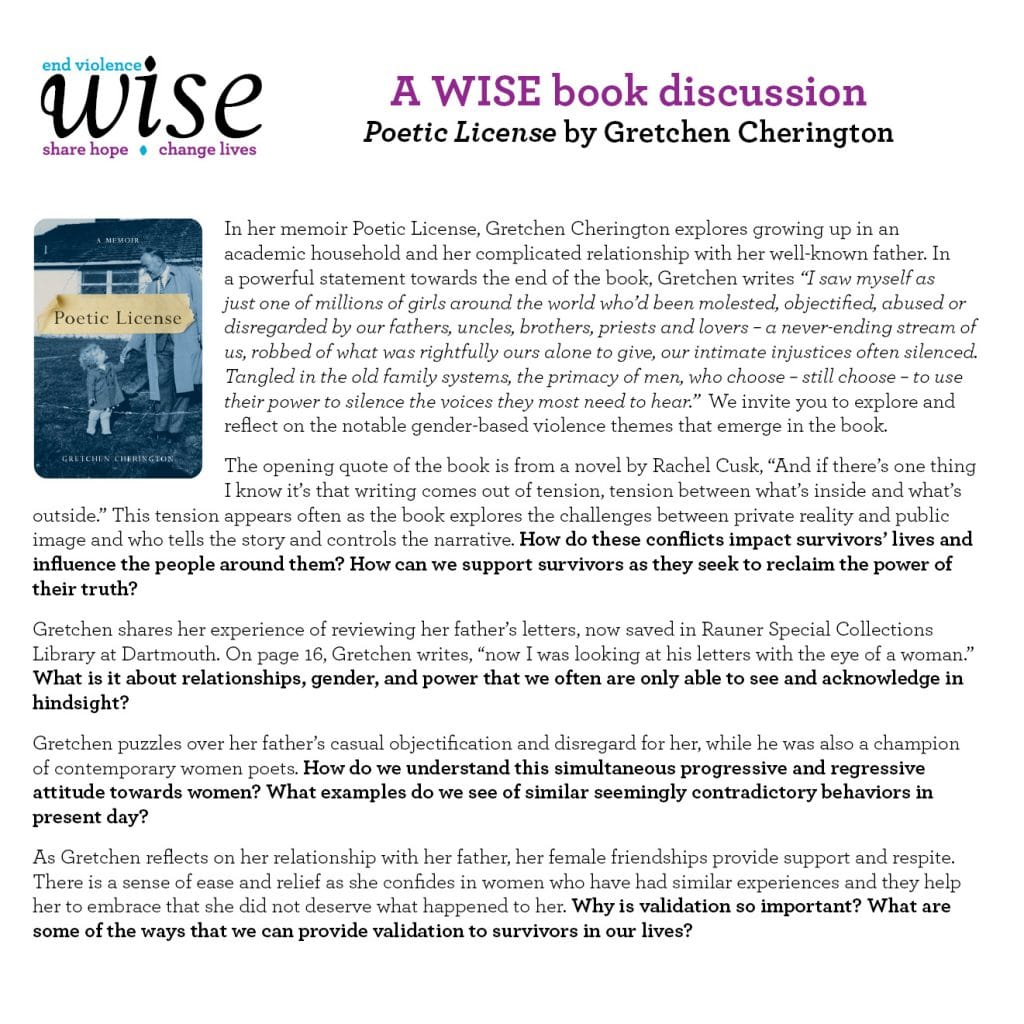 end violence
wise
share hope • change lives
A WISE book discussion
Poetic License by Gretchen Cherington
A MEMOIR
Poetic License
GRETCHEN CHERINGTON
In her memoir Poetic License, Gretchen Cherington explores growing up in an
academic household and her complicated relationship with her well-known father. In
a powerful statement towards the end of the book, Gretchen writes “I saw myself as
just one of millions of girls around the world who’d been molested, objectified, abused or
disregarded by our fathers, uncles, brothers, priests and lovers – a never-ending stream of
us, robbed of what was rightfully ours alone to give, our intimate injustices often silenced.
Tangled in the old family systems, the primacy of men, who choose – still choose – to use
their power to silence the voices they most need to hear.” We invite you to explore and
reflect on the notable gender-based violence themes that emerge in the book.
The opening quote of the book is from a novel by Rachel Cusk, “And if there’s one thing
I know it’s that writing comes out of tension, tension between what’s inside and what’s
outside.” This tension appears often as the book explores the challenges between private reality and public
image and who tells the story and controls the narrative. How do these conflicts impact survivors’ lives and
influence the people around them? How can we support survivors as they seek to reclaim the power of
their truth?
Gretchen shares her experience of reviewing her father’s letters, now saved in Rauner Special Collections
Library at Dartmouth. On page 16, Gretchen writes, “now I was looking at his letters with the eye of a woman.”
What is it about relationships, gender, and power that we often are only able to see and acknowledge in
hindsight?
Gretchen puzzles over her father’s casual objectification and disregard for her, while he was also a champion
of contemporary women poets. How do we understand this simultaneous progressive and regressive
attitude towards women? What examples do we see of similar seemingly contradictory behaviors in
present day?
As Gretchen reflects on her relationship with her father, her female friendships provide support and respite.
There is a sense of ease and relief as she confides in women who have had similar experiences and they help
her to embrace that she did not deserve what happened to her. Why is validation so important? What are
some of the ways that we can provide validation to survivors in our lives?